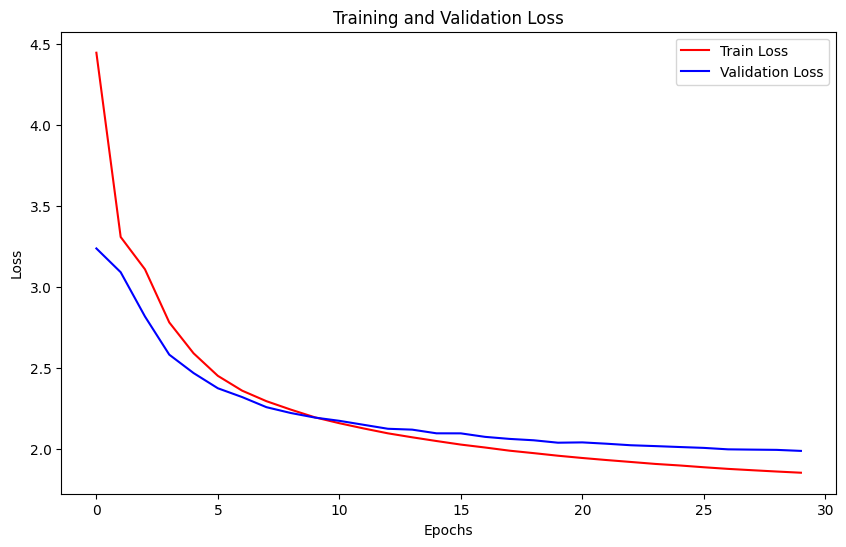 Training and Validation Loss
Train Loss
Validation Loss
4.5
4.0
3.5
3.0
2.5
2.0
Loss
0
5
10
15
20
25
30
Epochs